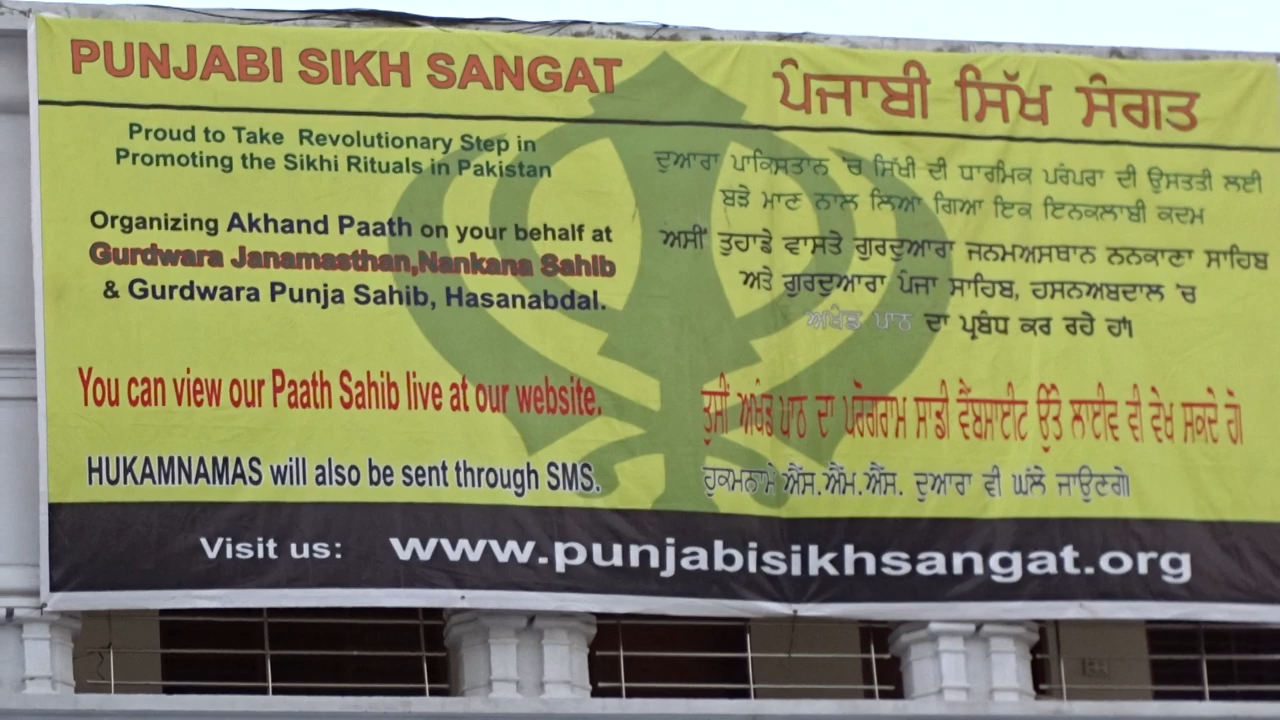 PUNJABI SIKH SANGAT
Proud to Take Revolutionary Step in
Promoting the Sikhi Rituals in Pakistan
Organizing Akhand Paath on your behalf at
Gurdwara Janamasthan,Nankana Sahib
& Gurdwara Punja Sahib, Hasanabdal.
You can view our Paath Sahib live at our website.
HUKAMNAMAS will also be sent through SMS.
ਪੰਜਾਬੀ ਸਿੱਖ ਸੰਗਤ
ਦੁਆਰਾ ਪਾਕਿਸਤਾਨ 'ਚ ਸਿੱਖੀ ਦੀ ਧਾਰਮਿਕ ਪਰੰਪਰਾ ਦੀ ਉਸਤਤੀ ਲਈ
ਬੜੇ ਮਾਣ ਨਾਲ ਲਿਆ ਗਿਆ ਇਕ ਇਨਕਲਾਬੀ ਕਦਮ
ਅਸੀਂ ਤੁਹਾਡੇ ਵਾਸਤੇ ਗੁਰਦੁਆਰਾ ਜਨਮਅਸਥਾਨ ਨਨਕਾਣਾ ਸਾਹਿਬ
ਅਤੇ ਗੁਰਦੁਆਰਾ ਪੰਜਾ ਸਾਹਿਬ, ਹਸਨਅਬਦਾਲ 'ਚ
ਅਖੰਡ ਪਾਠ ਦਾ ਪ੍ਰਬੰਧ ਕਰ ਰਹੇ ਹਾਂ।
ਤੁਸੀਂ ਅਖੰਡ ਪਾਠ ਦਾ ਪਰੋਗਰਾਮ ਸਾਡੀ ਵੈੱਬਸਾਈਟ ਉੱਤੇ ਲਾਈਵ ਵੀ ਵੇਖ ਸਕਦੇ ਹੋ।
ਹੁਕਮਨਾਮੇ ਐੱਸ.ਐੱਮ.ਐੱਸ. ਦੁਆਰਾ ਵੀ ਘੱਲੇ ਜਾਉਣਗੇ।
Visit us: www.punjabisikhsangat.org